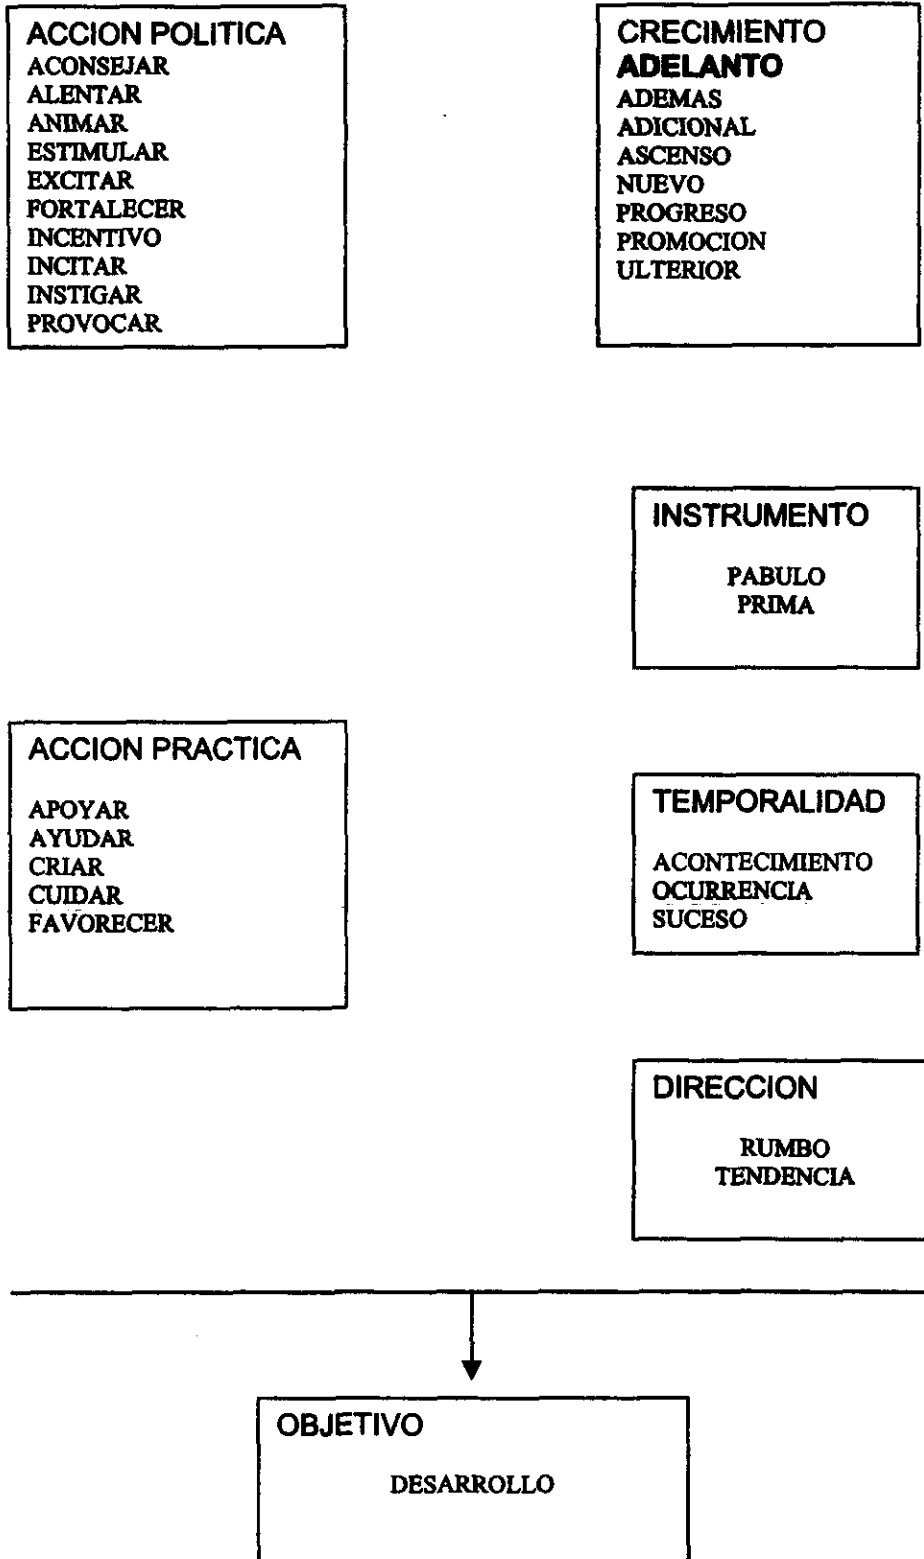 ACCION POLITICA
ACONSEJAR
ALENTAR
ANIMAR
ESTIMULAR
EXCITAR
FORTALECER
INCENTIVO
INCITAR
INSTIGAR
PROVOCAR
CRECIMIENTO
ADELANTO
ADEMAS
ADICIONAL
ASCENSO
NUEVO
PROGRESO
PROMOCION
ULTERIOR
INSTRUMENTO
PABULO
PRIMA
ACCION PRACTICA
APOYAR
AYUDAR
CRIAR
CUIDAR
FAVORECER
TEMPORALIDAD
ACONTECIMIENTO
OCURRENCIA
SUCESO
DIRECCION
RUMBO
TENDENCIA
OBJETIVO
DESARROLLO